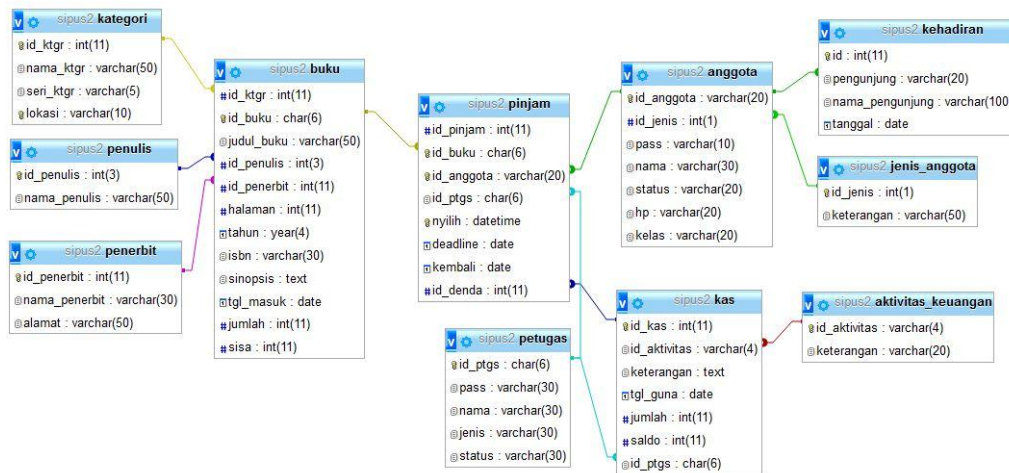 sipus2.kategori
id_ktgr : int(11)
nama_ktgr : varchar(50)
seri_ktgr : varchar(5)
lokasi : varchar(10)
sipus2.penulis
id_penulis : int(3)
nama_penulis : varchar(50)
sipus2.penerbit
id_penerbit : int(11)
nama_penerbit : varchar(30)
alamat : varchar(50)
sipus2.buku
id_ktgr : int(11)
id_buku : char(6)
judul_buku : varchar(50)
id_penulis : int(3)
id_penerbit : int(11)
halaman : int(11)
tahun : year(4)
isbn : varchar(30)
sinopsis : text
tgl_masuk : date
jumlah : int(11)
sisa : int(11)
sipus2.pinjam
id_pinjam : int(11)
id_buku : char(6)
id_anggota : varchar(20)
id_ptgs : char(6)
nyilih : datetime
deadline : date
kembali : date
id_denda : int(11)
sipus2.petugas
id_ptgs : char(6)
pass : varchar(30)
nama : varchar(30)
jenis : varchar(30)
status : varchar(30)
sipus2.anggota
id_anggota : varchar(20)
id_jenis : int(1)
pass : varchar(10)
nama : varchar(30)
status : varchar(20)
hp : varchar(20)
kelas : varchar(20)
sipus2.kas
id_kas : int(11)
id_aktivitas : varchar(4)
keterangan : text
tgl_guna : date
jumlah : int(11)
saldo : int(11)
id_ptgs : char(6)
sipus2.kehadiran
id : int(11)
pengunjung : varchar(20)
nama_pengunjung : varchar(100)
tanggal : date
sipus2.jenis_anggota
id_jenis : int(1)
keterangan : varchar(50)
sipus2.aktivitas_keuangan
id_aktivitas : varchar(4)
keterangan : varchar(20)